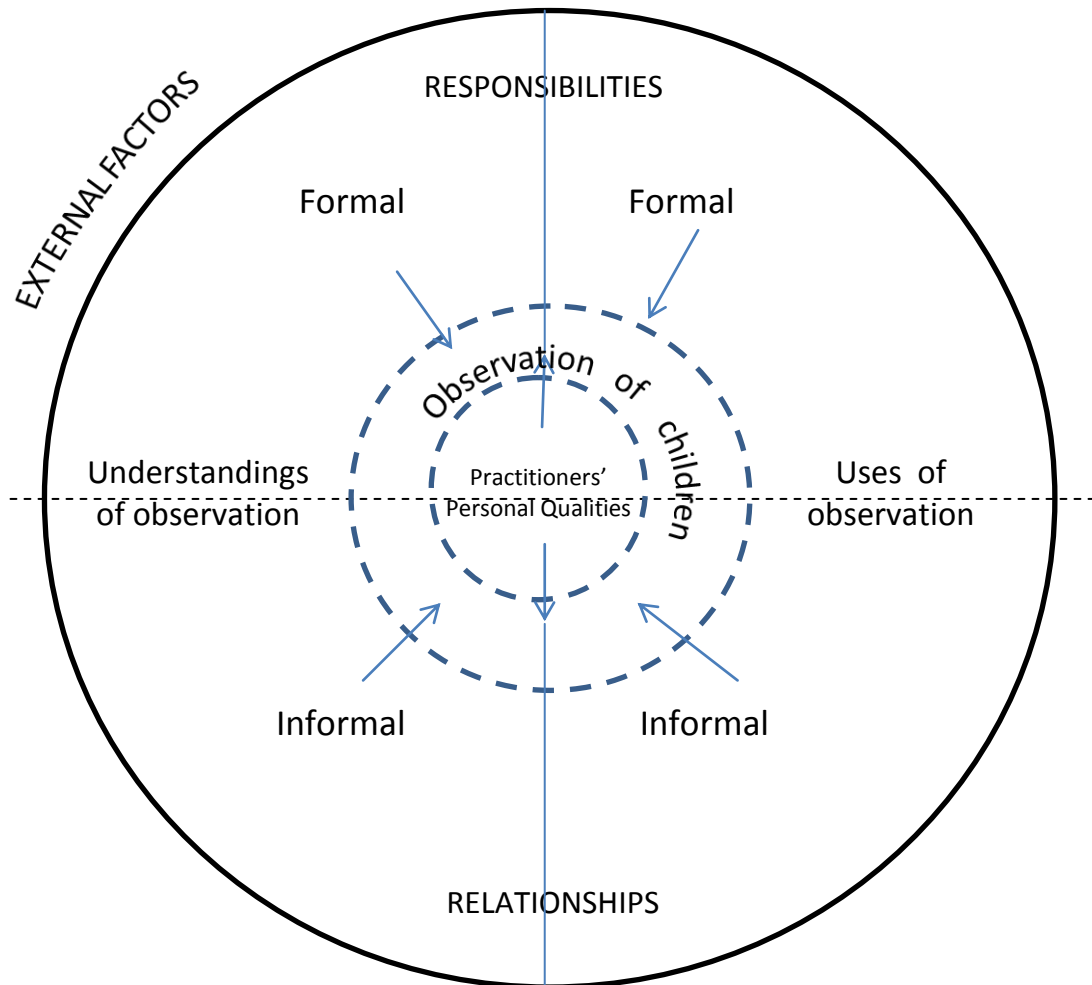 RESPONSIBILITIES
EXTERNAL FACTORS
Formal
Formal
Observation of children
Understandings
of observation
Practitioners’
Personal Qualities
Uses of
observation
Informal
Informal
RELATIONSHIPS